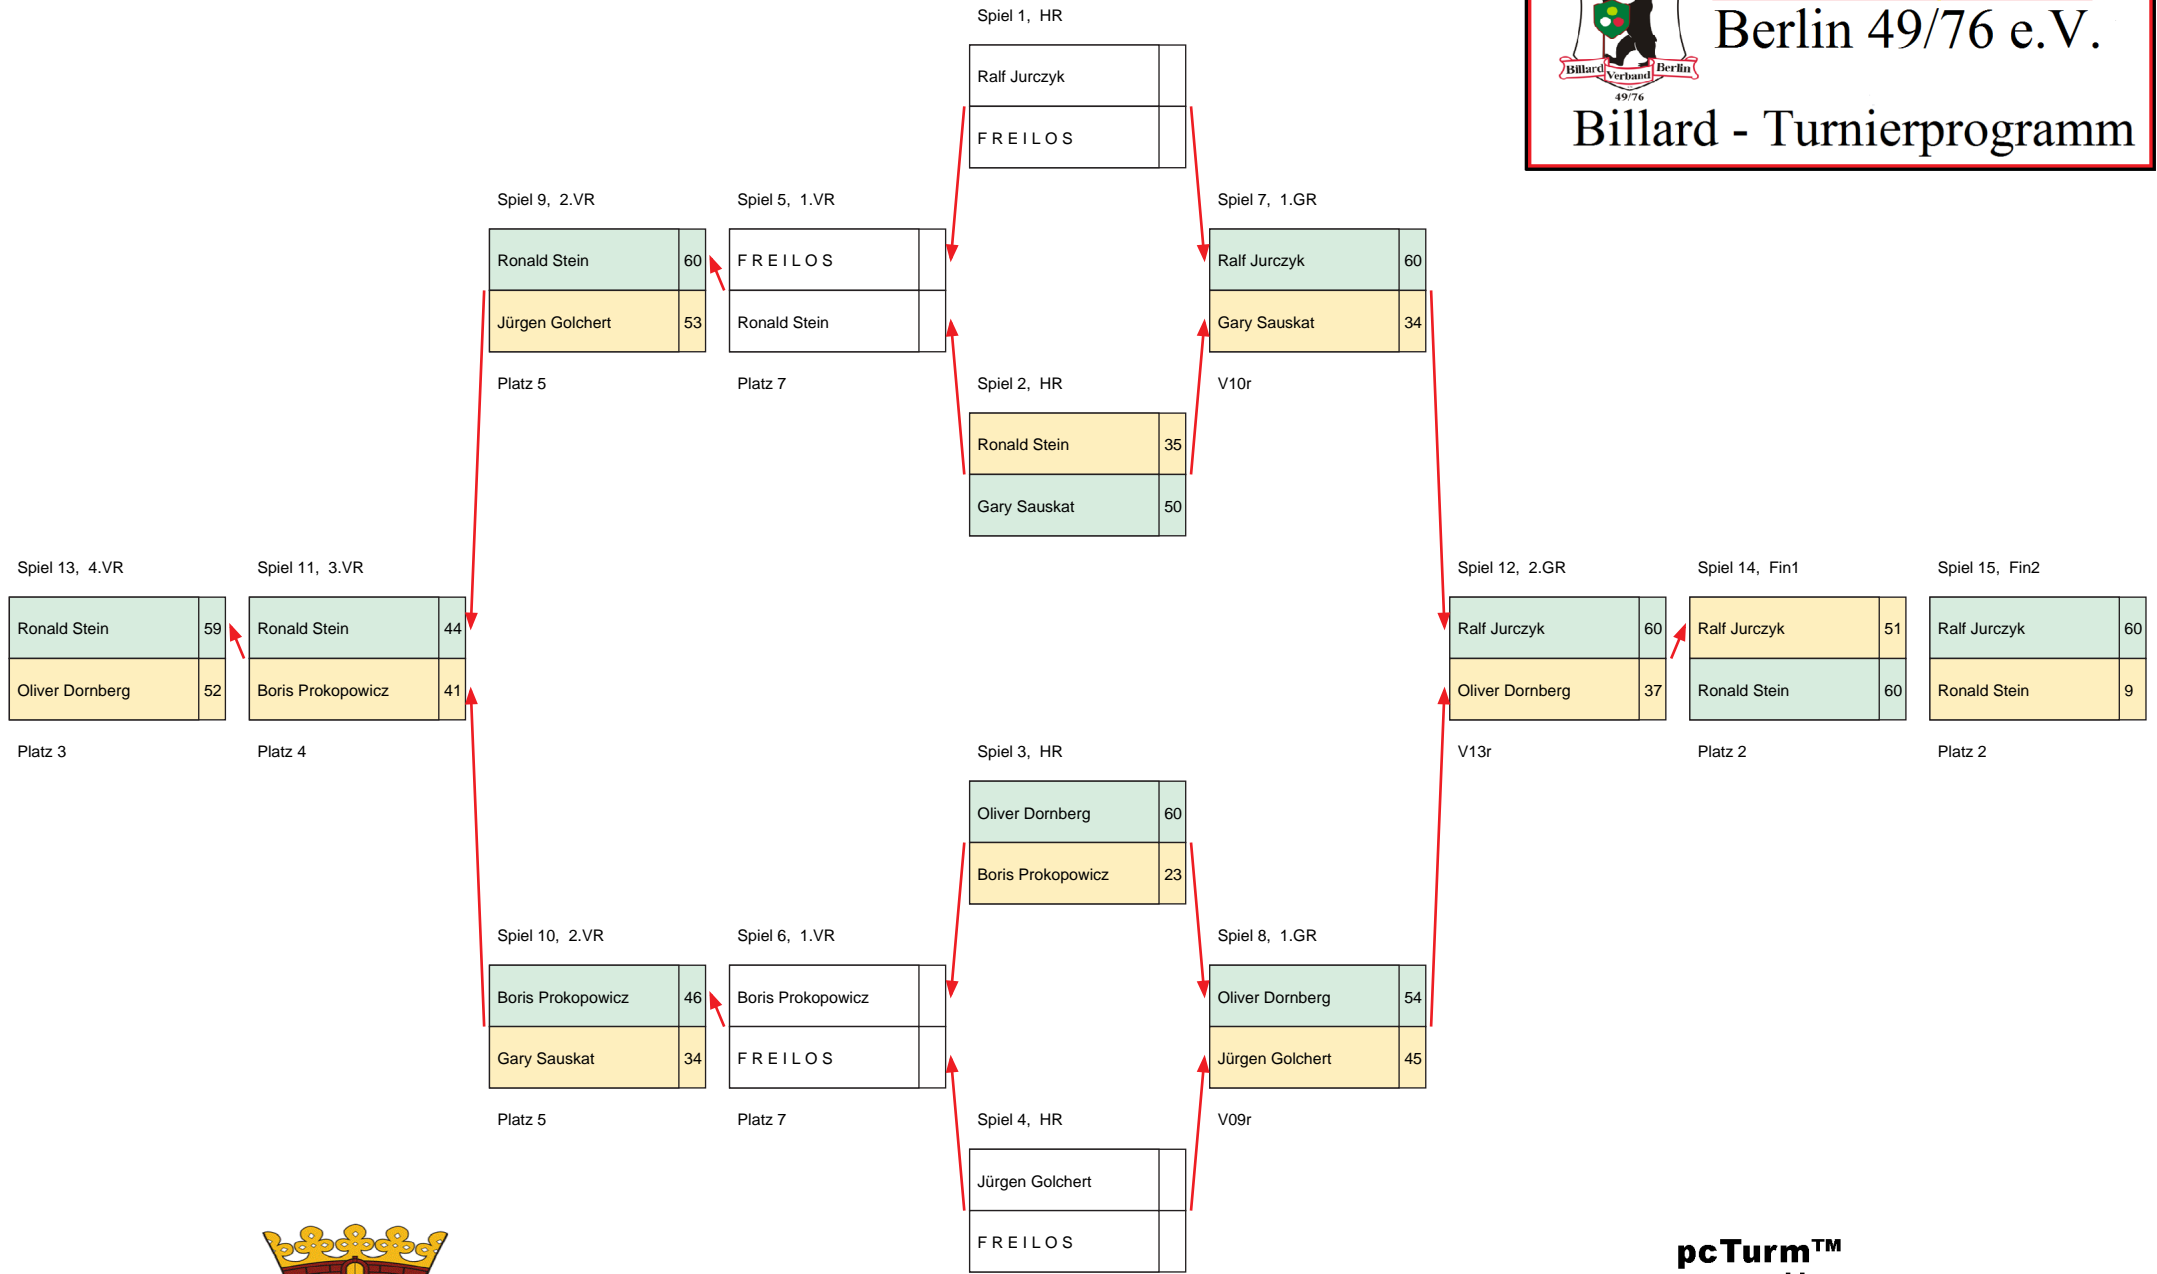 Spiel 1, HR
Ralf Jurczyk
F R E I L O S
Berlin 49/76 e.V.
Billard Verband Berlin
49/76
Billard - Turnierprogramm
Spiel 9, 2.VR
Ronald Stein 60
Jürgen Golchert 53
Platz 5
Spiel 5, 1.VR
F R E I L O S
Ronald Stein
Platz 7
Spiel 7, 1.GR
Ralf Jurczyk 60
Gary Sauskat 34
V10r
Spiel 2, HR
Ronald Stein 35
Gary Sauskat 50
Spiel 13, 4.VR
Ronald Stein 59
Oliver Dornberg 52
Platz 3
Spiel 11, 3.VR
Ronald Stein 44
Boris Prokopowicz 41
Platz 4
Spiel 12, 2.GR
Ralf Jurczyk 60
Oliver Dornberg 37
V13r
Spiel 14, Fin1
Ralf Jurczyk 51
Ronald Stein 60
Platz 2
Spiel 15, Fin2
Ralf Jurczyk 60
Ronald Stein 9
Platz 2
Spiel 3, HR
Oliver Dornberg 60
Boris Prokopowicz 23
Spiel 10, 2.VR
Boris Prokopowicz 46
Gary Sauskat 34
Platz 5
Spiel 6, 1.VR
Boris Prokopowicz
F R E I L O S
Platz 7
Spiel 8, 1.GR
Oliver Dornberg 54
Jürgen Golchert 45
V09r
Spiel 4, HR
Jürgen Golchert
F R E I L O S
pcTurm™